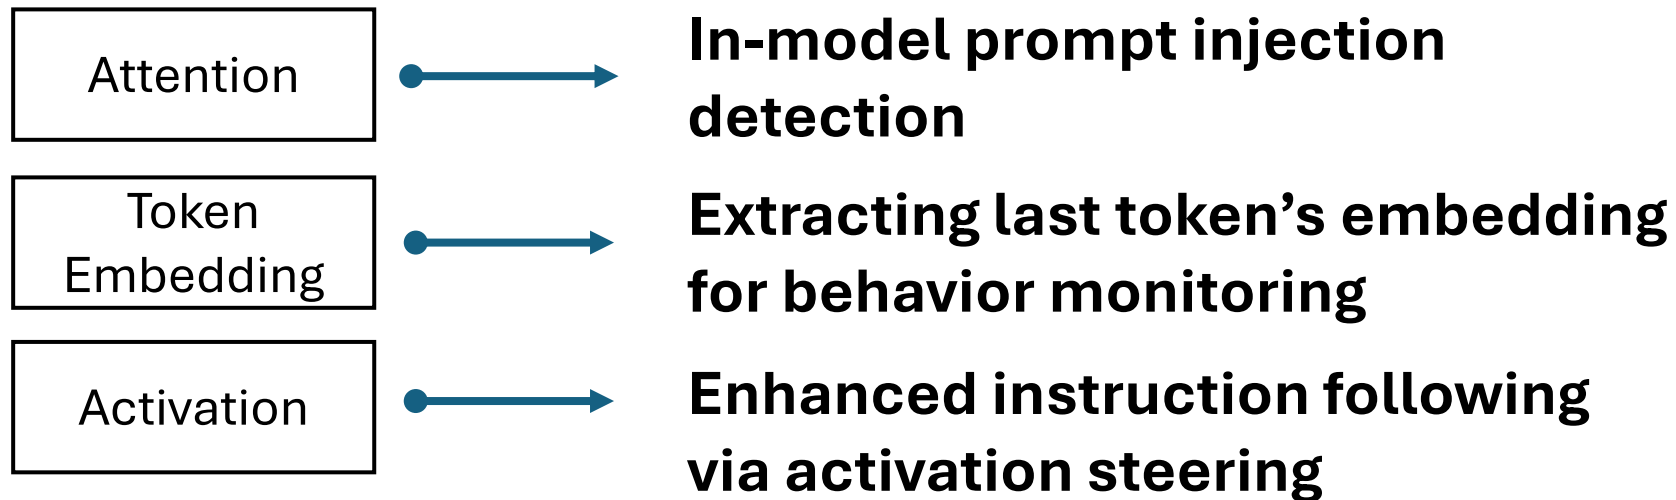 Attention
In-model prompt injection
detection
Token
Embedding
Extracting last token’s embedding
for behavior monitoring
Activation
Enhanced instruction following
via activation steering